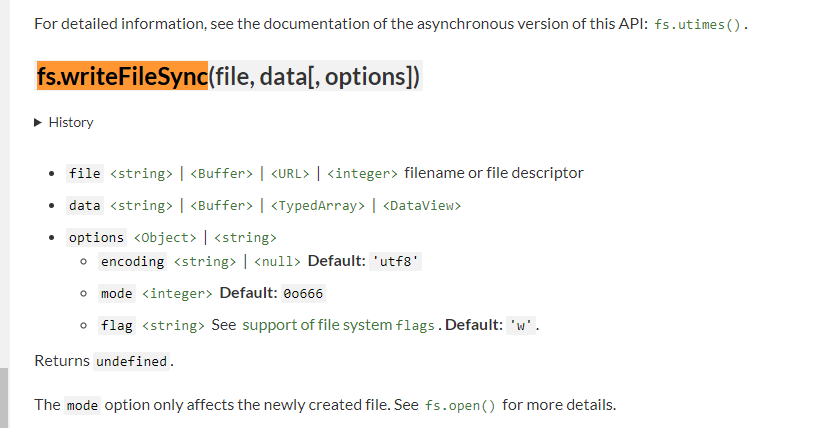 For detailed information, see the documentation of the asynchronous version of this API: fs.utimes().
fs.writeFileSync(file, data[, options])
▶ History
• file <string> | <Buffer> | <URL> | <integer> filename or file descriptor
• data <string> | <Buffer> | <TypedArray> | <DataView>
• options <Object> | <string>
◦ encoding <string> | <null> Default: 'utf8'
◦ mode <integer> Default: 0o666
◦ flag <string> See support of file system flags. Default: 'w'.
Returns undefined.
The mode option only affects the newly created file. See fs.open() for more details.